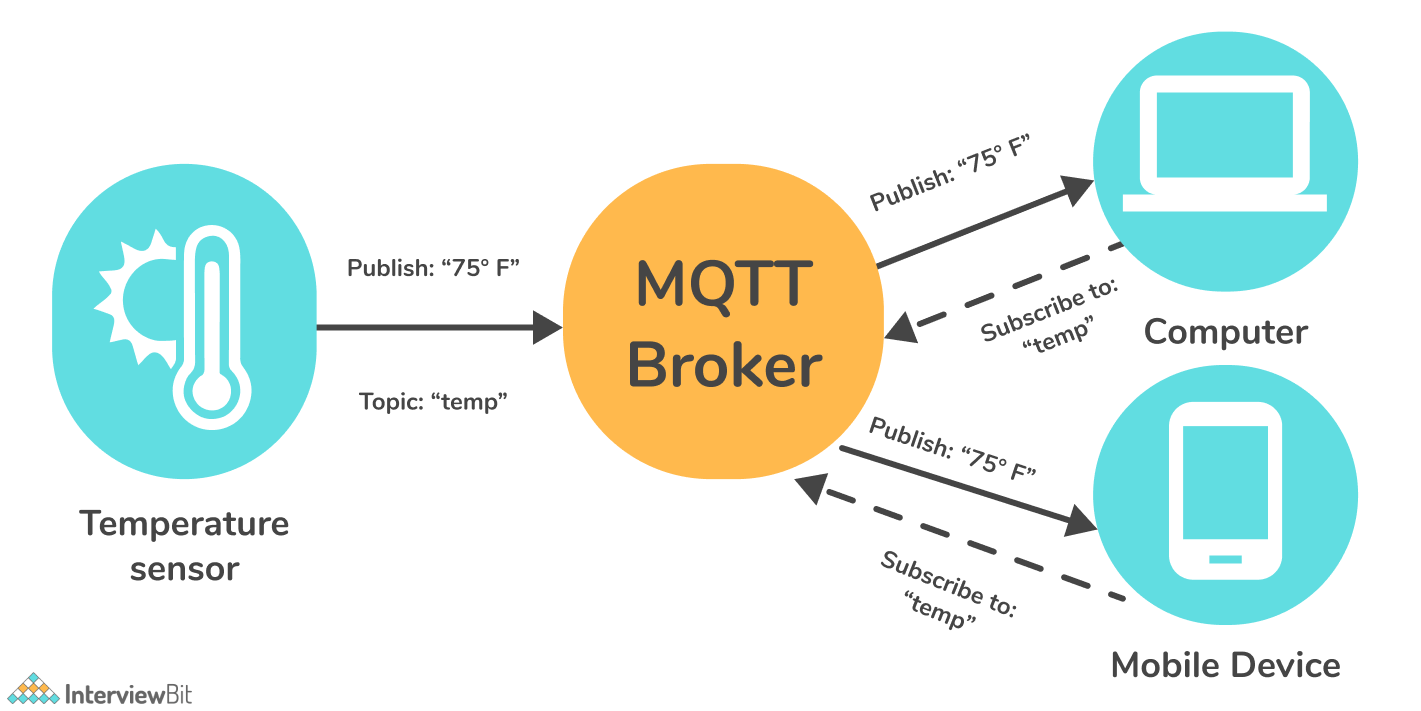 Publish: “75° F”
Topic: “temp”
Temperature
sensor
MQTT
Broker
Publish: “75° F”
Subscribe to:
“temp”
Computer
Publish: “75° F”
Subscribe to:
“temp”
Mobile Device
InterviewBit